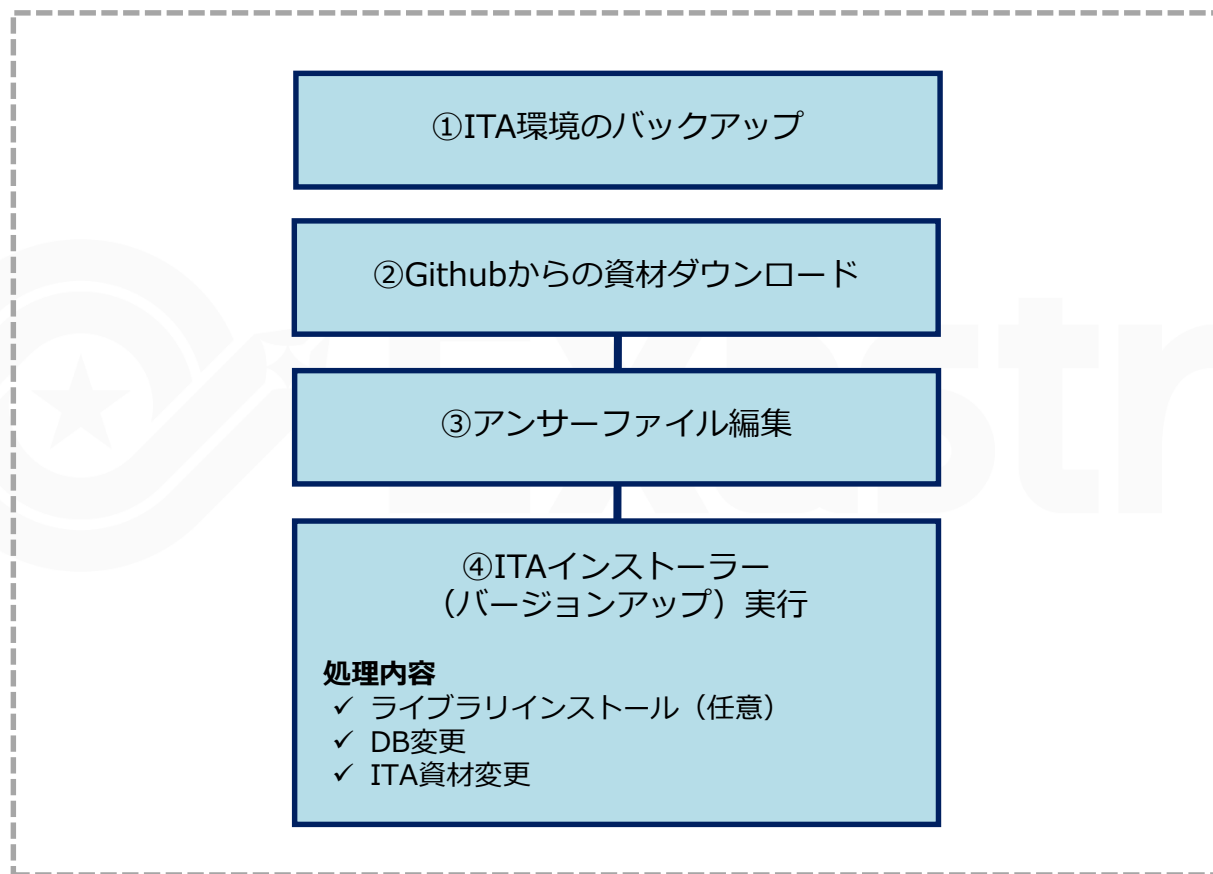 ①ITA環境のバックアップ
②Githubからの資材ダウンロード
③アンサーファイル編集
④ITAインストーラー
（バージョンアップ）実行
処理内容
✓ ライブラリインストール（任意）
✓ DB変更
✓ ITA資材変更